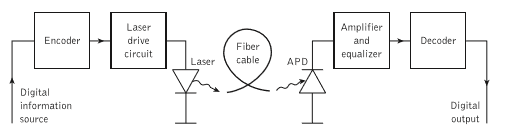 Encoder
Laser
drive
circuit
Laser
Fiber
cable
APD
Amplifier
and
equalizer
Decoder
Digital
information
source
Digital
output